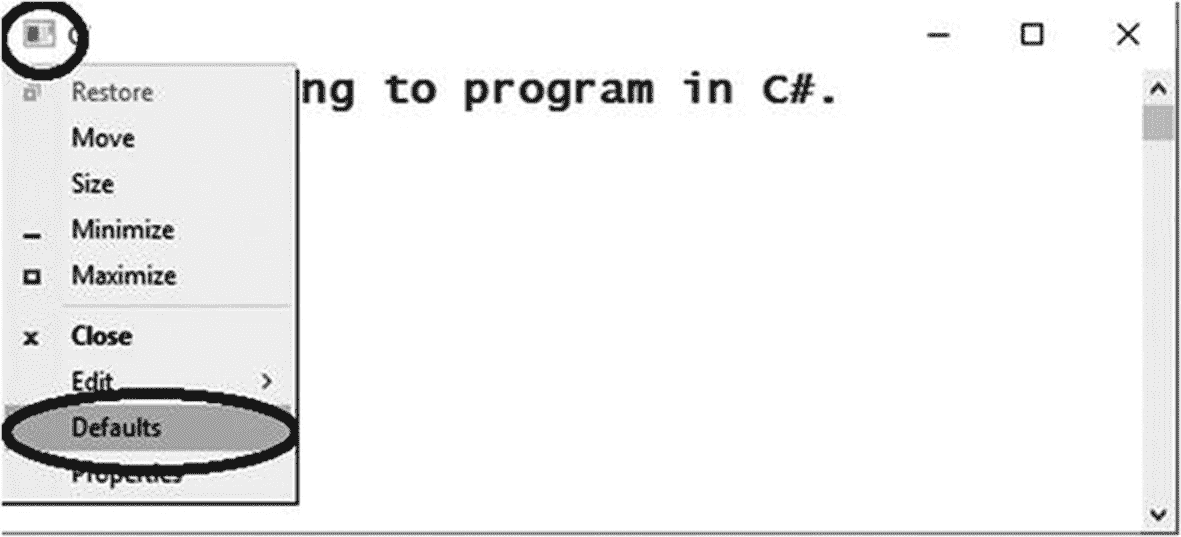 Restore
ng to program in C#.
Move
Size
Minimize
Maximize
Close
Edit
Defaults
Properties